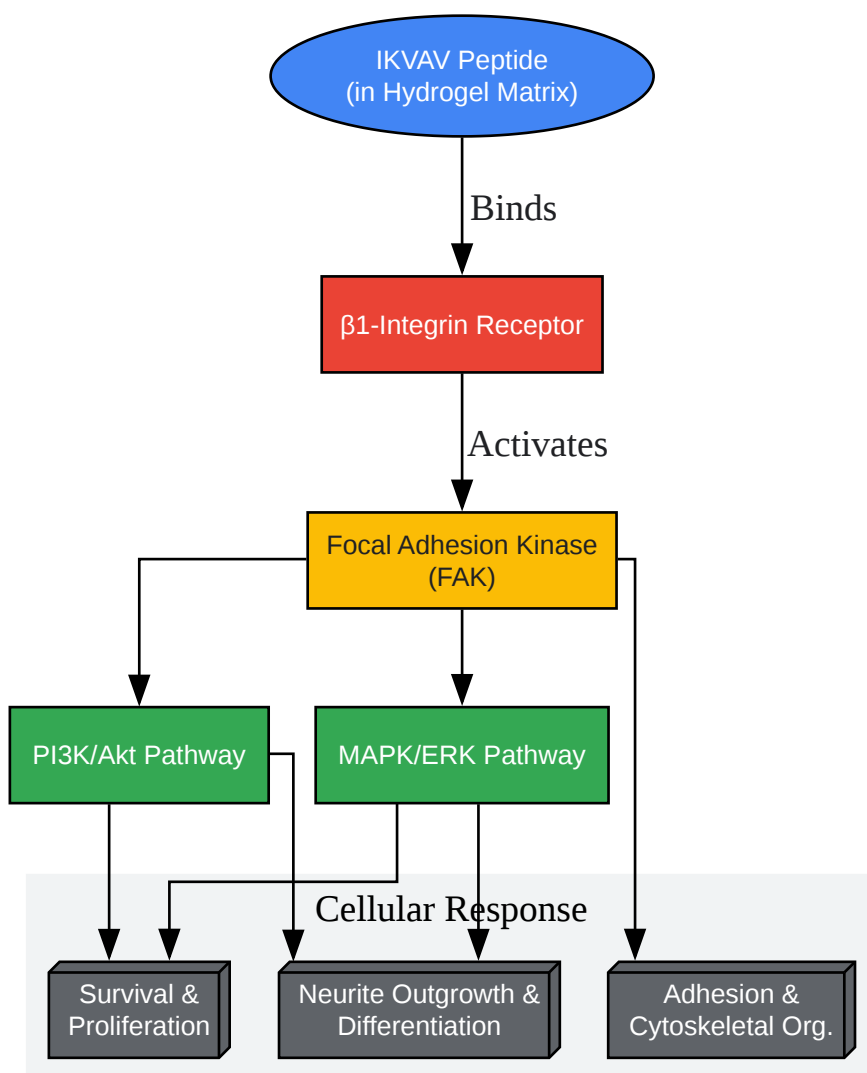 IKVAV Peptide
(in Hydrogel Matrix)
Binds
β1-Integrin Receptor
Activates
Focal Adhesion Kinase
(FAK)
PI3K/Akt Pathway
MAPK/ERK Pathway
Cellular Response
Survival &
Proliferation
Neurite Outgrowth &
Differentiation
Adhesion &
Cytoskeletal Org.